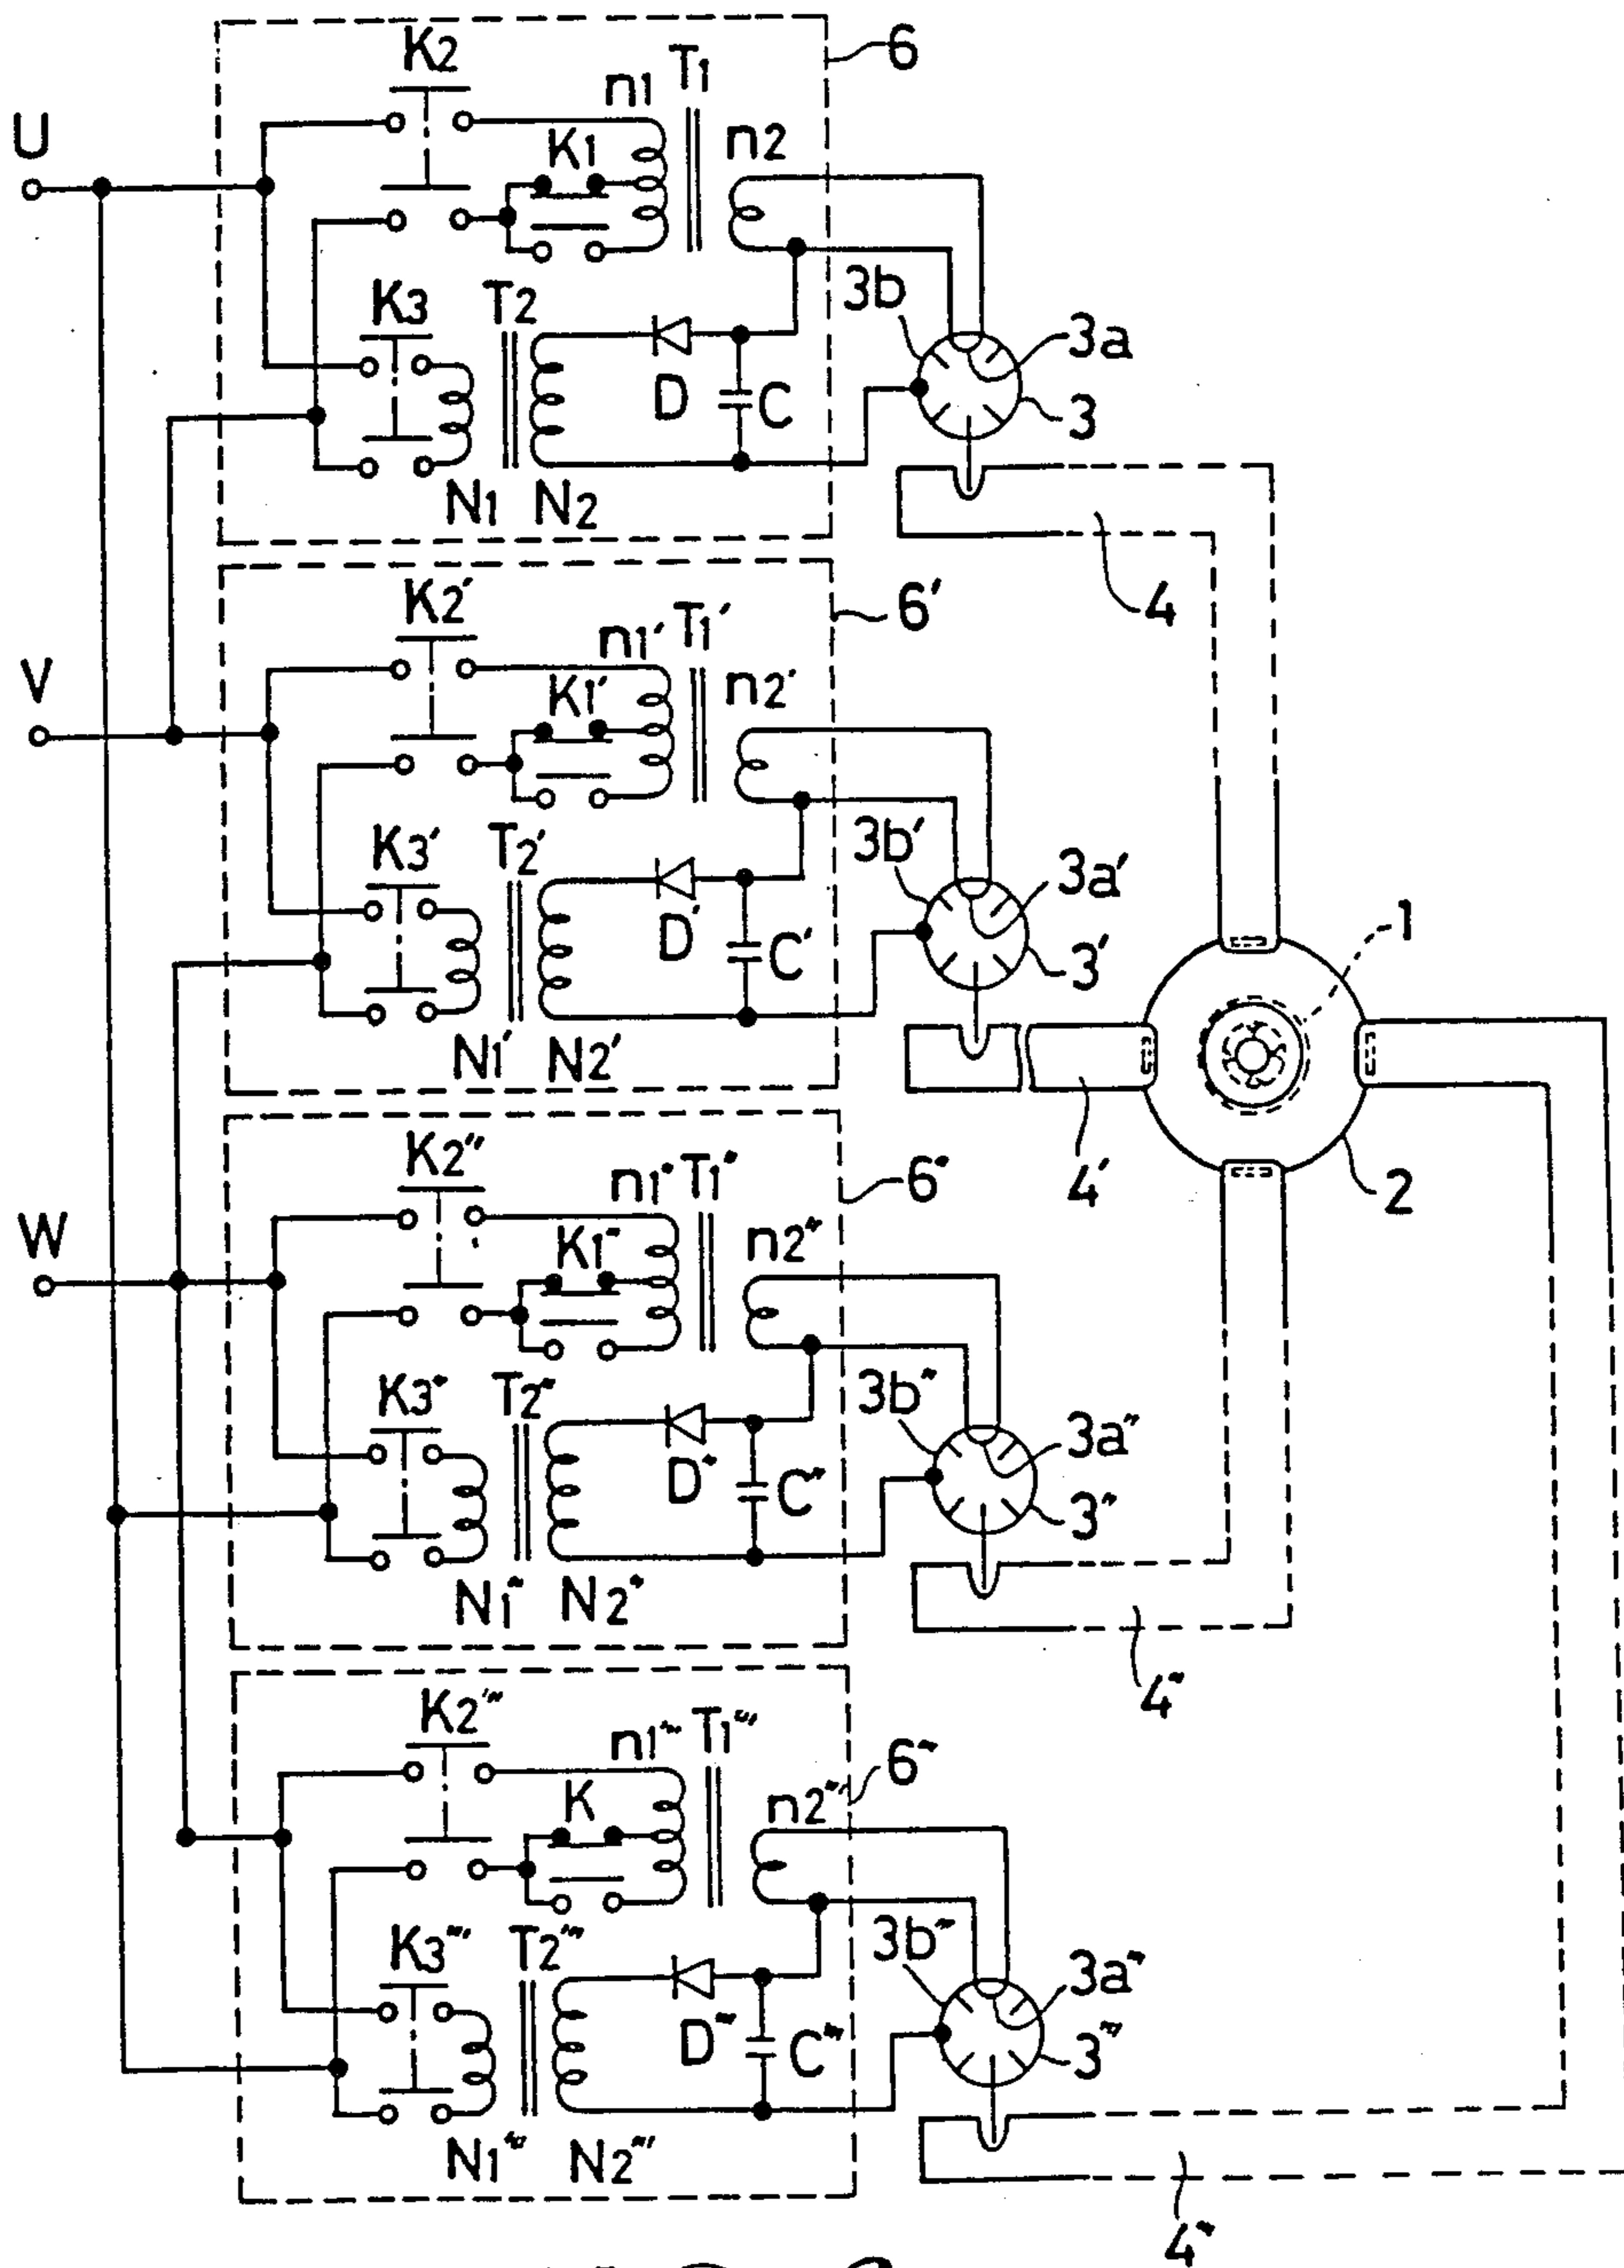 K2
6
T1
n1
U
K1
n2
K3
T2
3b
3a
D
C
3
N1
N2
4
K2′
6′
T1′
n1′
V
K1′
n2′
K3′
T2′
3b′
3a′
D′
C′
3′
1
N1′
N2′
4′
2
K2″
6″
T1″
n1″
W
K1″
n2″
K3″
T2″
3b″
3a″
D″
C″
3″
N1″
N2″
4″
K2‴
T1‴
n1‴
6‴
K
n2‴
K3‴
T2‴
3b‴
3a‴
D‴
C‴
3‴
N1‴
N2‴
4‴